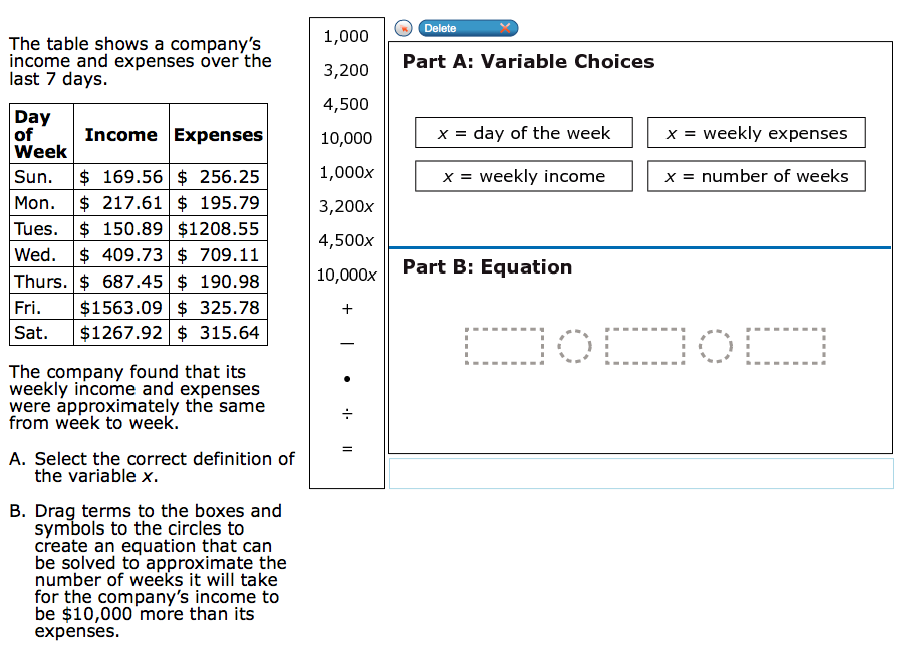 The table shows a company's
income and expenses over the
last 7 days.
Day of Week Income Expenses
Sun. $ 169.56 $ 256.25
Mon. $ 217.61 $ 195.79
Tues. $ 150.89 $1208.55
Wed. $ 409.73 $ 709.11
Thurs. $ 687.45 $ 190.98
Fri. $1563.09 $ 325.78
Sat. $1267.92 $ 315.64
The company found that its
weekly income and expenses
were approximately the same
from week to week.
A. Select the correct definition of
the variable x.
B. Drag terms to the boxes and
symbols to the circles to
create an equation that can
be solved to approximate the
number of weeks it will take
for the company's income to
be $10,000 more than its
expenses.
1,000
3,200
4,500
10,000
1,000x
3,200x
4,500x
10,000x
+
−
•
÷
=
Delete
Part A: Variable Choices
x = day of the week
x = weekly expenses
x = weekly income
x = number of weeks
Part B: Equation